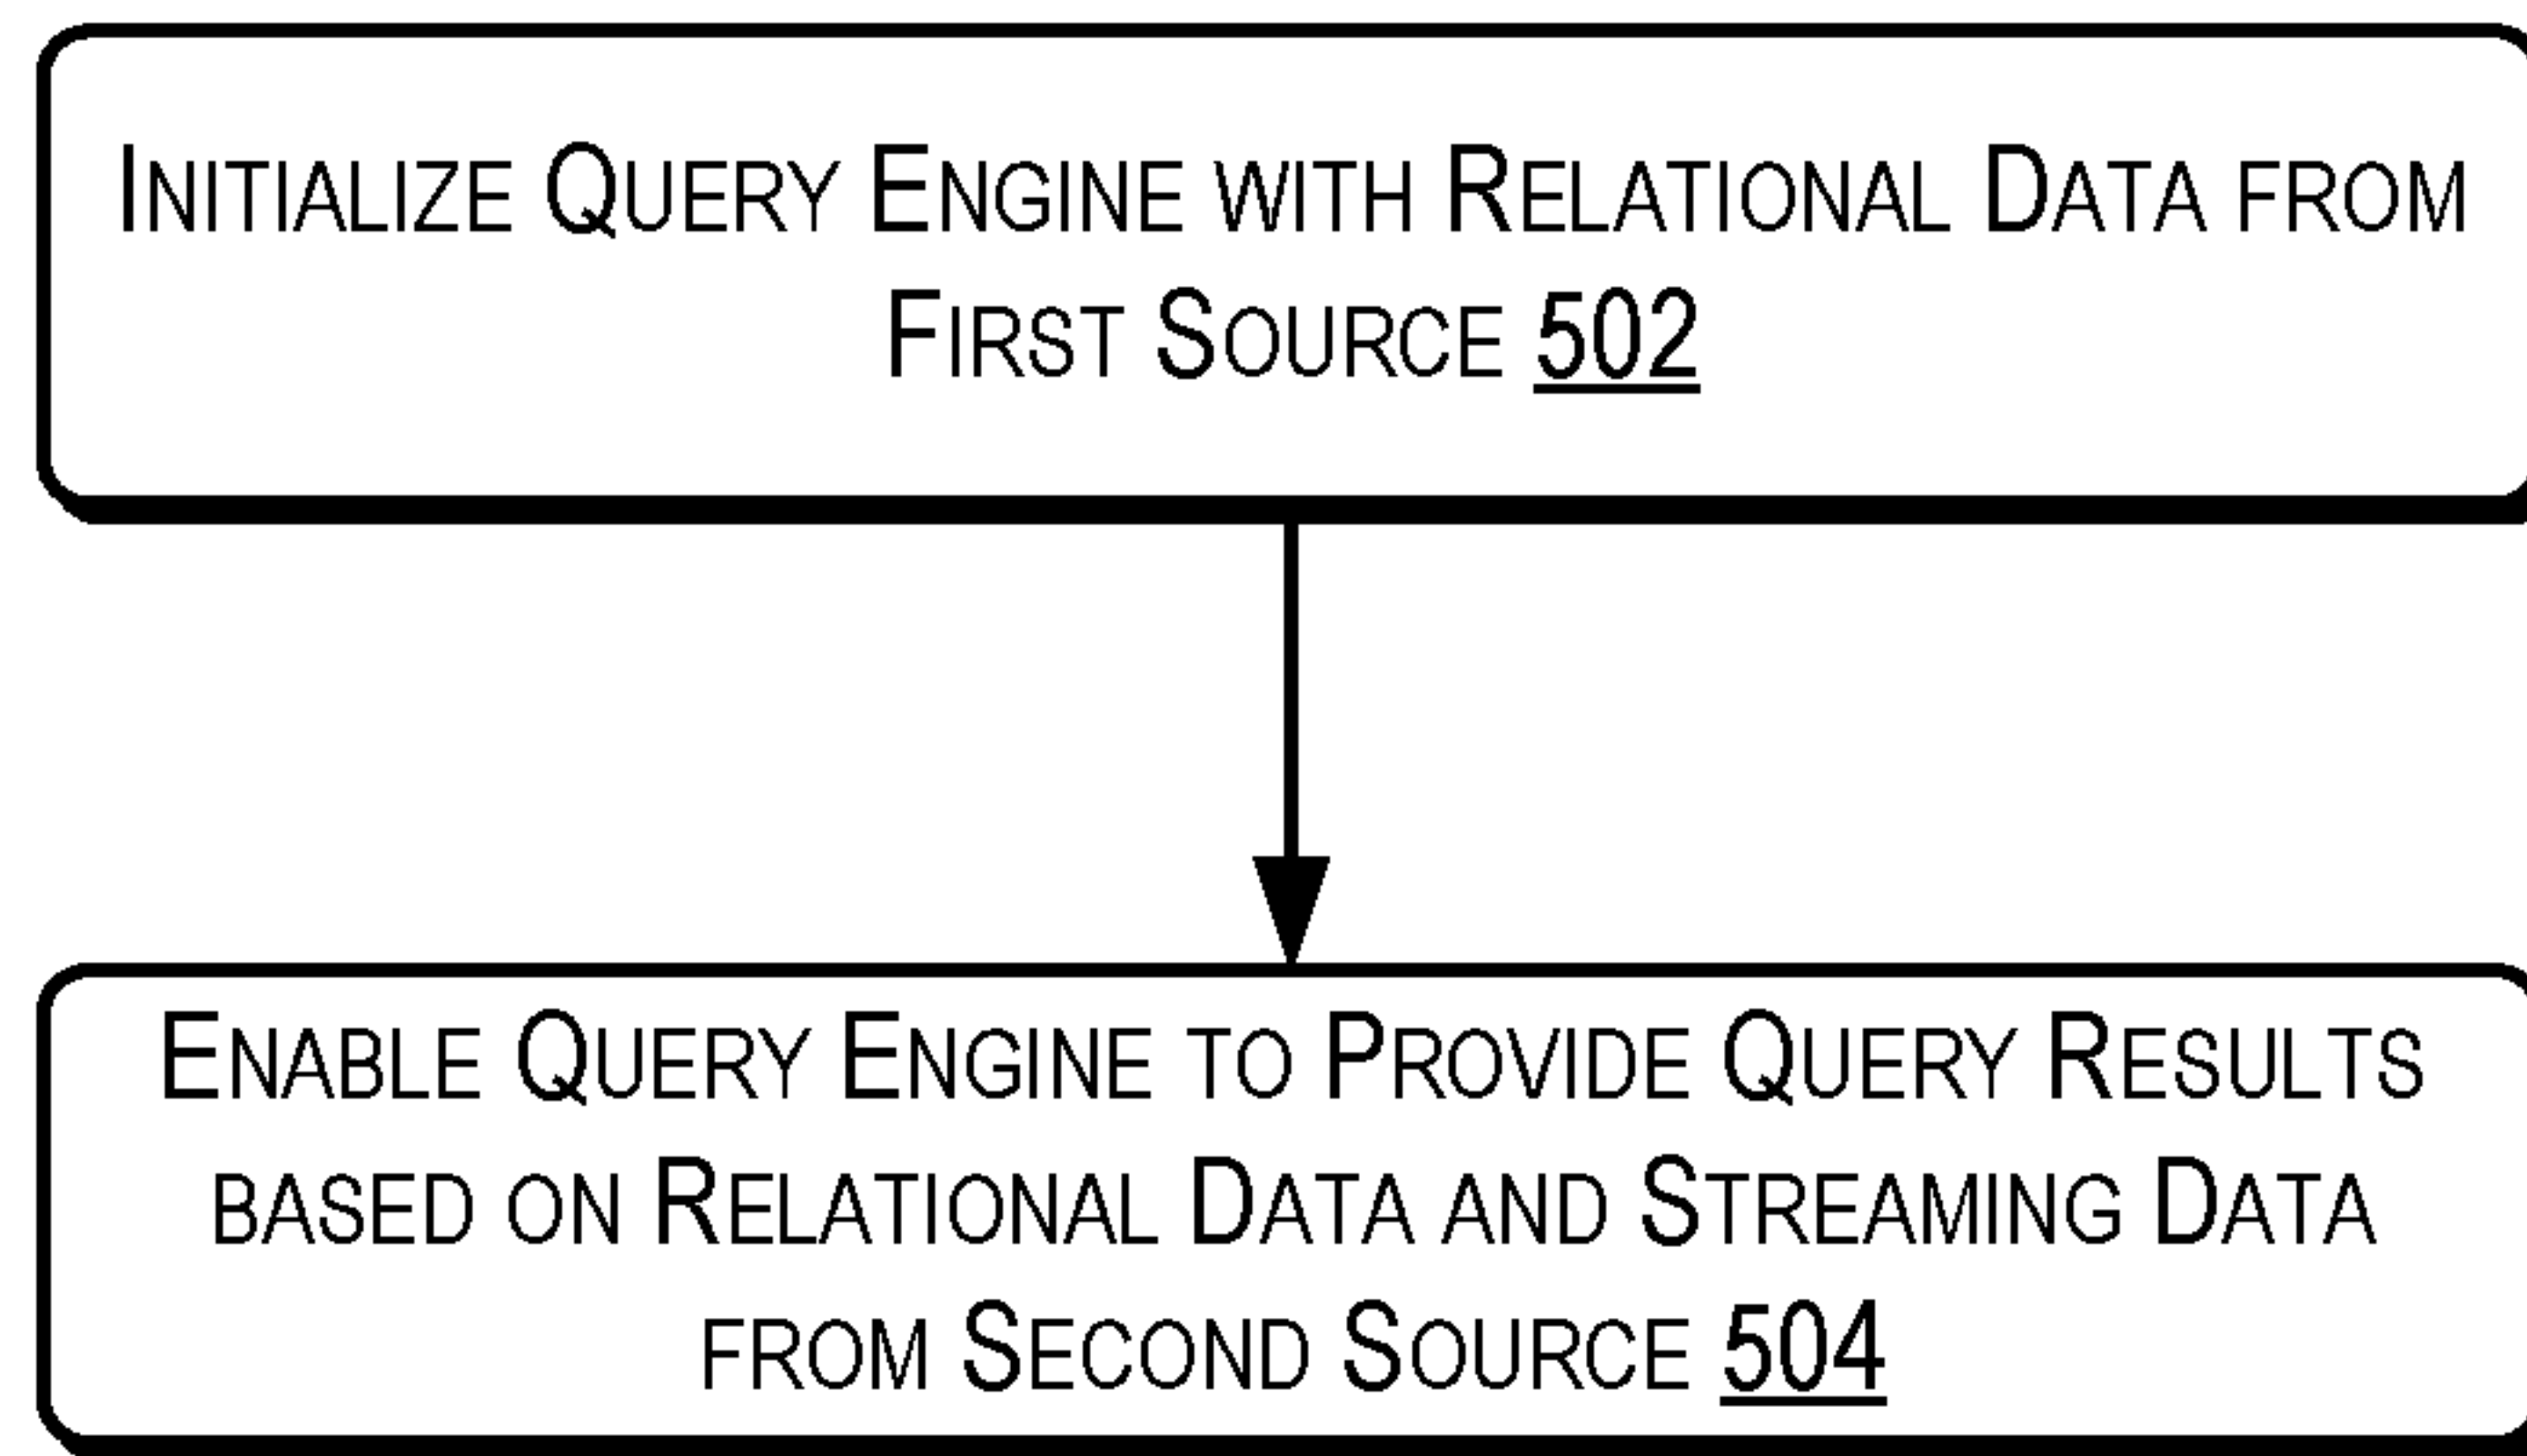 Initialize Query Engine with Relational Data from
First Source 502
Enable Query Engine to Provide Query Results
based on Relational Data and Streaming Data
from Second Source 504